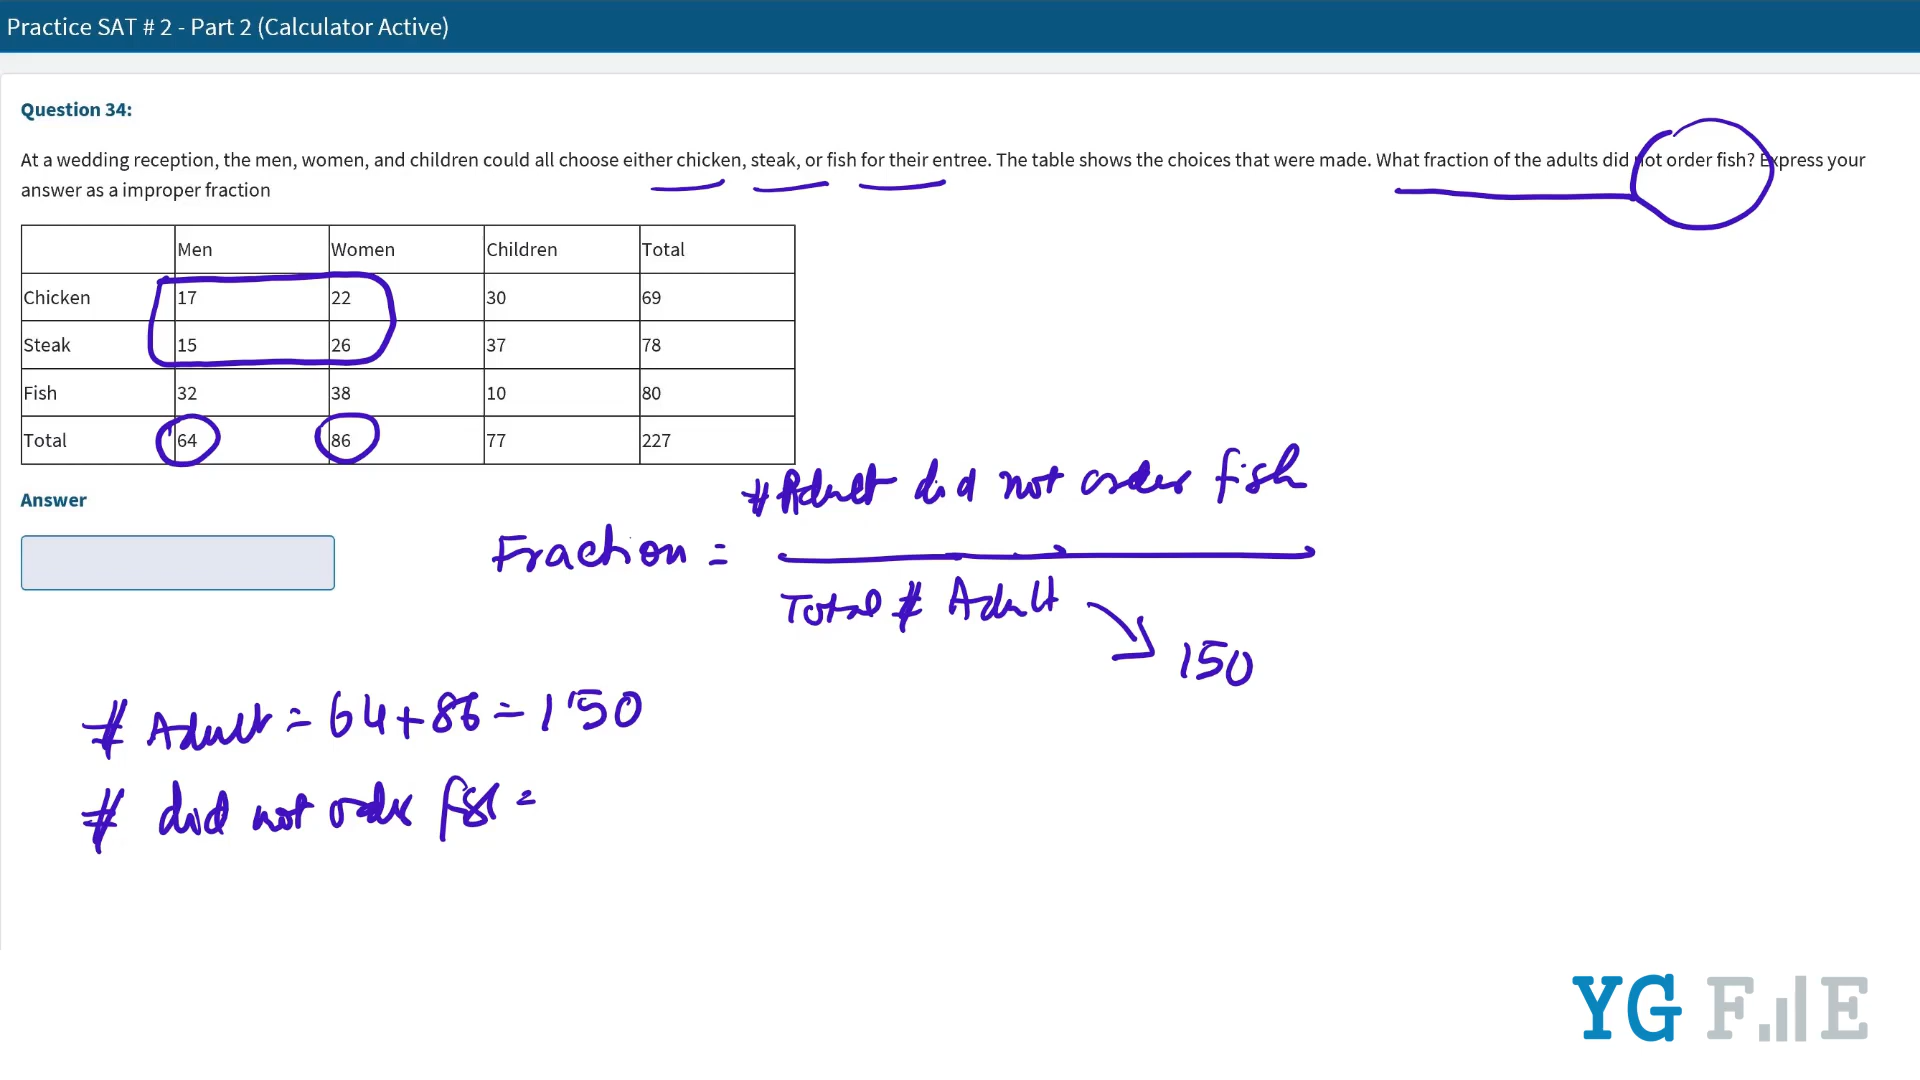 Practice SAT # 2 - Part 2 (Calculator Active)
Question 34:
At a wedding reception, the men, women, and children could all choose either chicken, steak, or fish for their entree. The table shows the choices that were made. What fraction of the adults did not order fish? Express your
answer as a improper fraction
Men Women Children Total
Chicken 17 22 30 69
Steak 15 26 37 78
Fish 32 38 10 80
Total 64 86 77 227
Answer
# Adult did not order fish
Fraction =
Total # Adult
150
# Adult = 64+86 = 150
# did not order fish =
YG F E